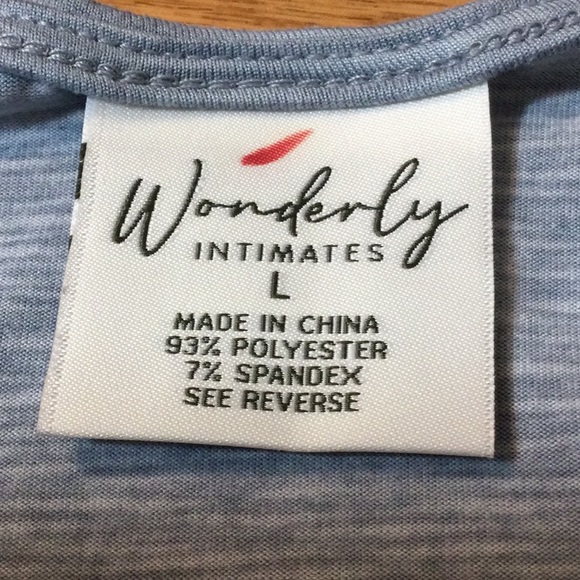 Wonderly
INTIMATES
L
MADE IN CHINA
93% POLYESTER
7% SPANDEX
SEE REVERSE